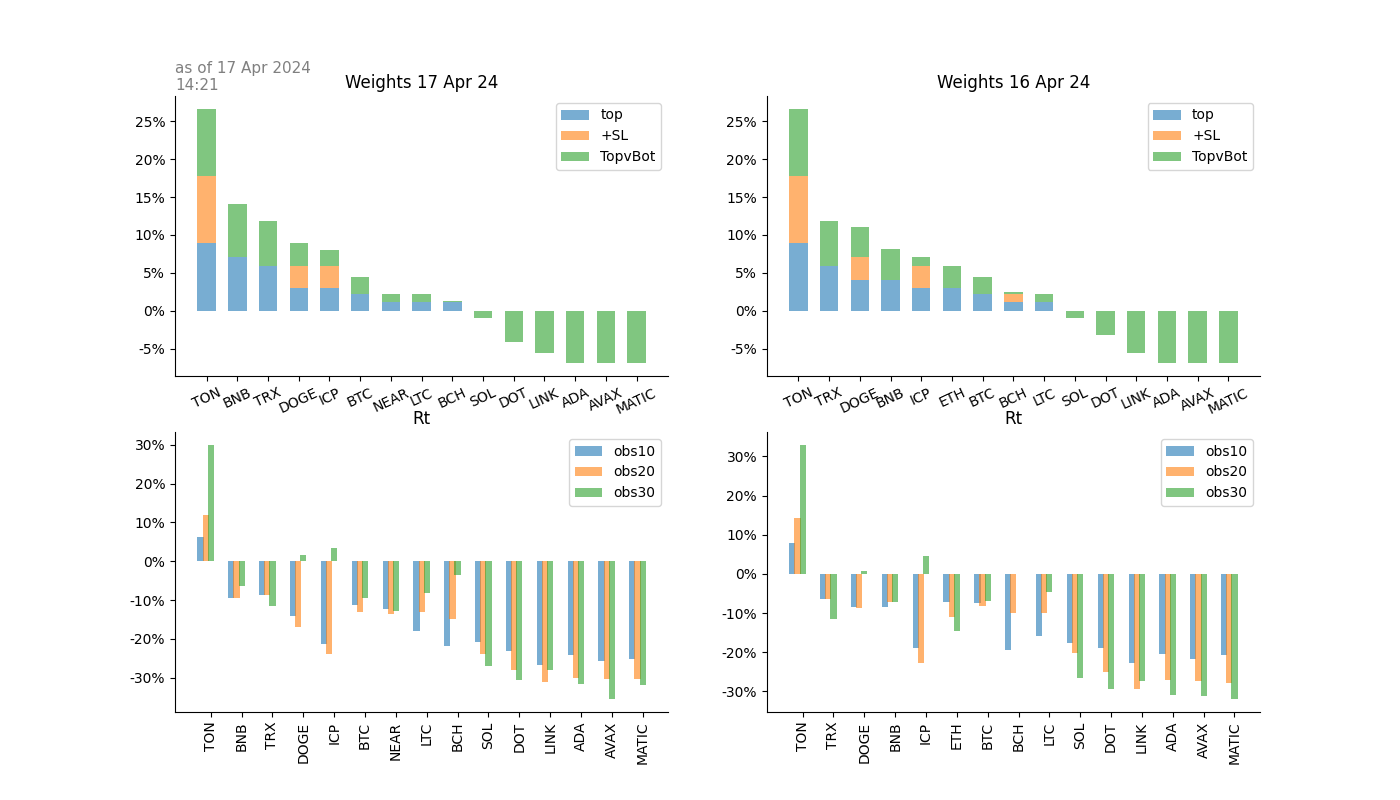 as of 17 Apr 2024
14:21
Weights 17 Apr 24
25%
20%
15%
10%
5%
0%
-5%
top
+SL
TopvBot
TON BNB TRX DOGE ICP BTC NEAR LTC BCH SOL DOT LINK ADA AVAX MATIC
Weights 16 Apr 24
25%
20%
15%
10%
5%
0%
-5%
top
+SL
TopvBot
TON TRX DOGE BNB ICP ETH BTC BCH LTC SOL DOT LINK ADA AVAX MATIC
Rt
30%
20%
10%
0%
-10%
-20%
-30%
obs10
obs20
obs30
TON BNB TRX DOGE ICP BTC NEAR LTC BCH SOL DOT LINK ADA AVAX MATIC
Rt
30%
20%
10%
0%
-10%
-20%
-30%
obs10
obs20
obs30
TON TRX DOGE BNB ICP ETH BTC BCH LTC SOL DOT LINK ADA AVAX MATIC